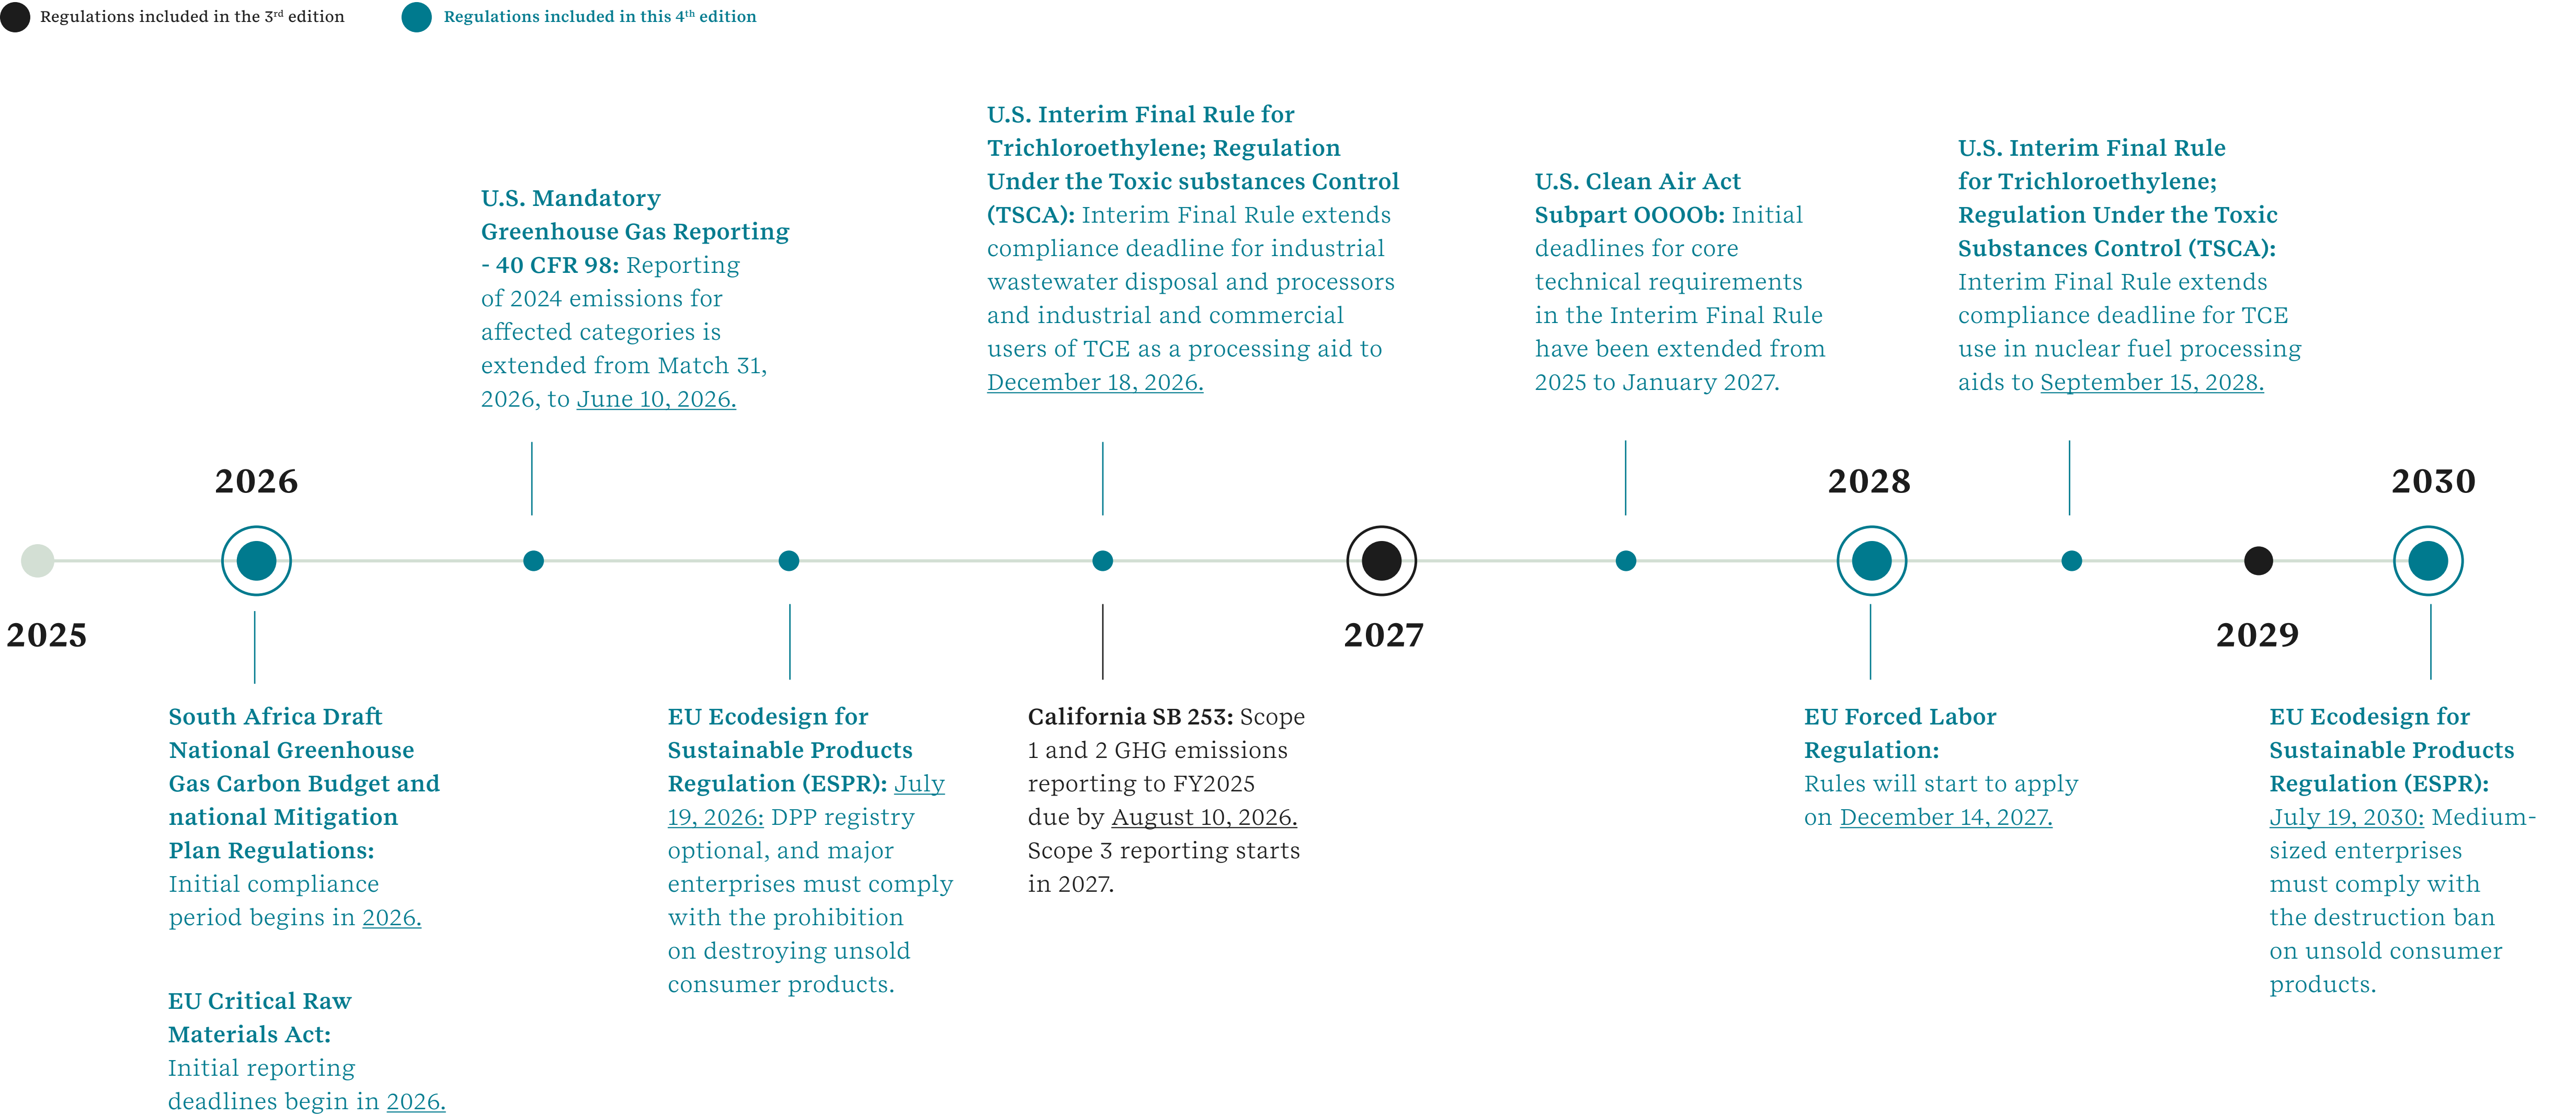 Regulations included in the 3rd edition
Regulations included in this 4th edition
U.S. Mandatory
Greenhouse Gas Reporting
- 40 CFR 98: Reporting
of 2024 emissions for
affected categories is
extended from Match 31,
2026, to June 10, 2026.
U.S. Interim Final Rule for
Trichloroethylene; Regulation
Under the Toxic substances Control
(TSCA): Interim Final Rule extends
compliance deadline for industrial
wastewater disposal and processors
and industrial and commercial
users of TCE as a processing aid to
December 18, 2026.
U.S. Clean Air Act
Subpart OOOOb: Initial
deadlines for core
technical requirements
in the Interim Final Rule
have been extended from
2025 to January 2027.
U.S. Interim Final Rule
for Trichloroethylene;
Regulation Under the Toxic
Substances Control (TSCA):
Interim Final Rule extends
compliance deadline for TCE
use in nuclear fuel processing
aids to September 15, 2028.
2026
2028
2030
2025
2027
2029
South Africa Draft
National Greenhouse
Gas Carbon Budget and
national Mitigation
Plan Regulations:
Initial compliance
period begins in 2026.
EU Critical Raw
Materials Act:
Initial reporting
deadlines begin in 2026.
EU Ecodesign for
Sustainable Products
Regulation (ESPR): July
19, 2026: DPP registry
optional, and major
enterprises must comply
with the prohibition
on destroying unsold
consumer products.
California SB 253: Scope
1 and 2 GHG emissions
reporting to FY2025
due by August 10, 2026.
Scope 3 reporting starts
in 2027.
EU Forced Labor
Regulation:
Rules will start to apply
on December 14, 2027.
EU Ecodesign for
Sustainable Products
Regulation (ESPR):
July 19, 2030: Medium-
sized enterprises
must comply with
the destruction ban
on unsold consumer
products.